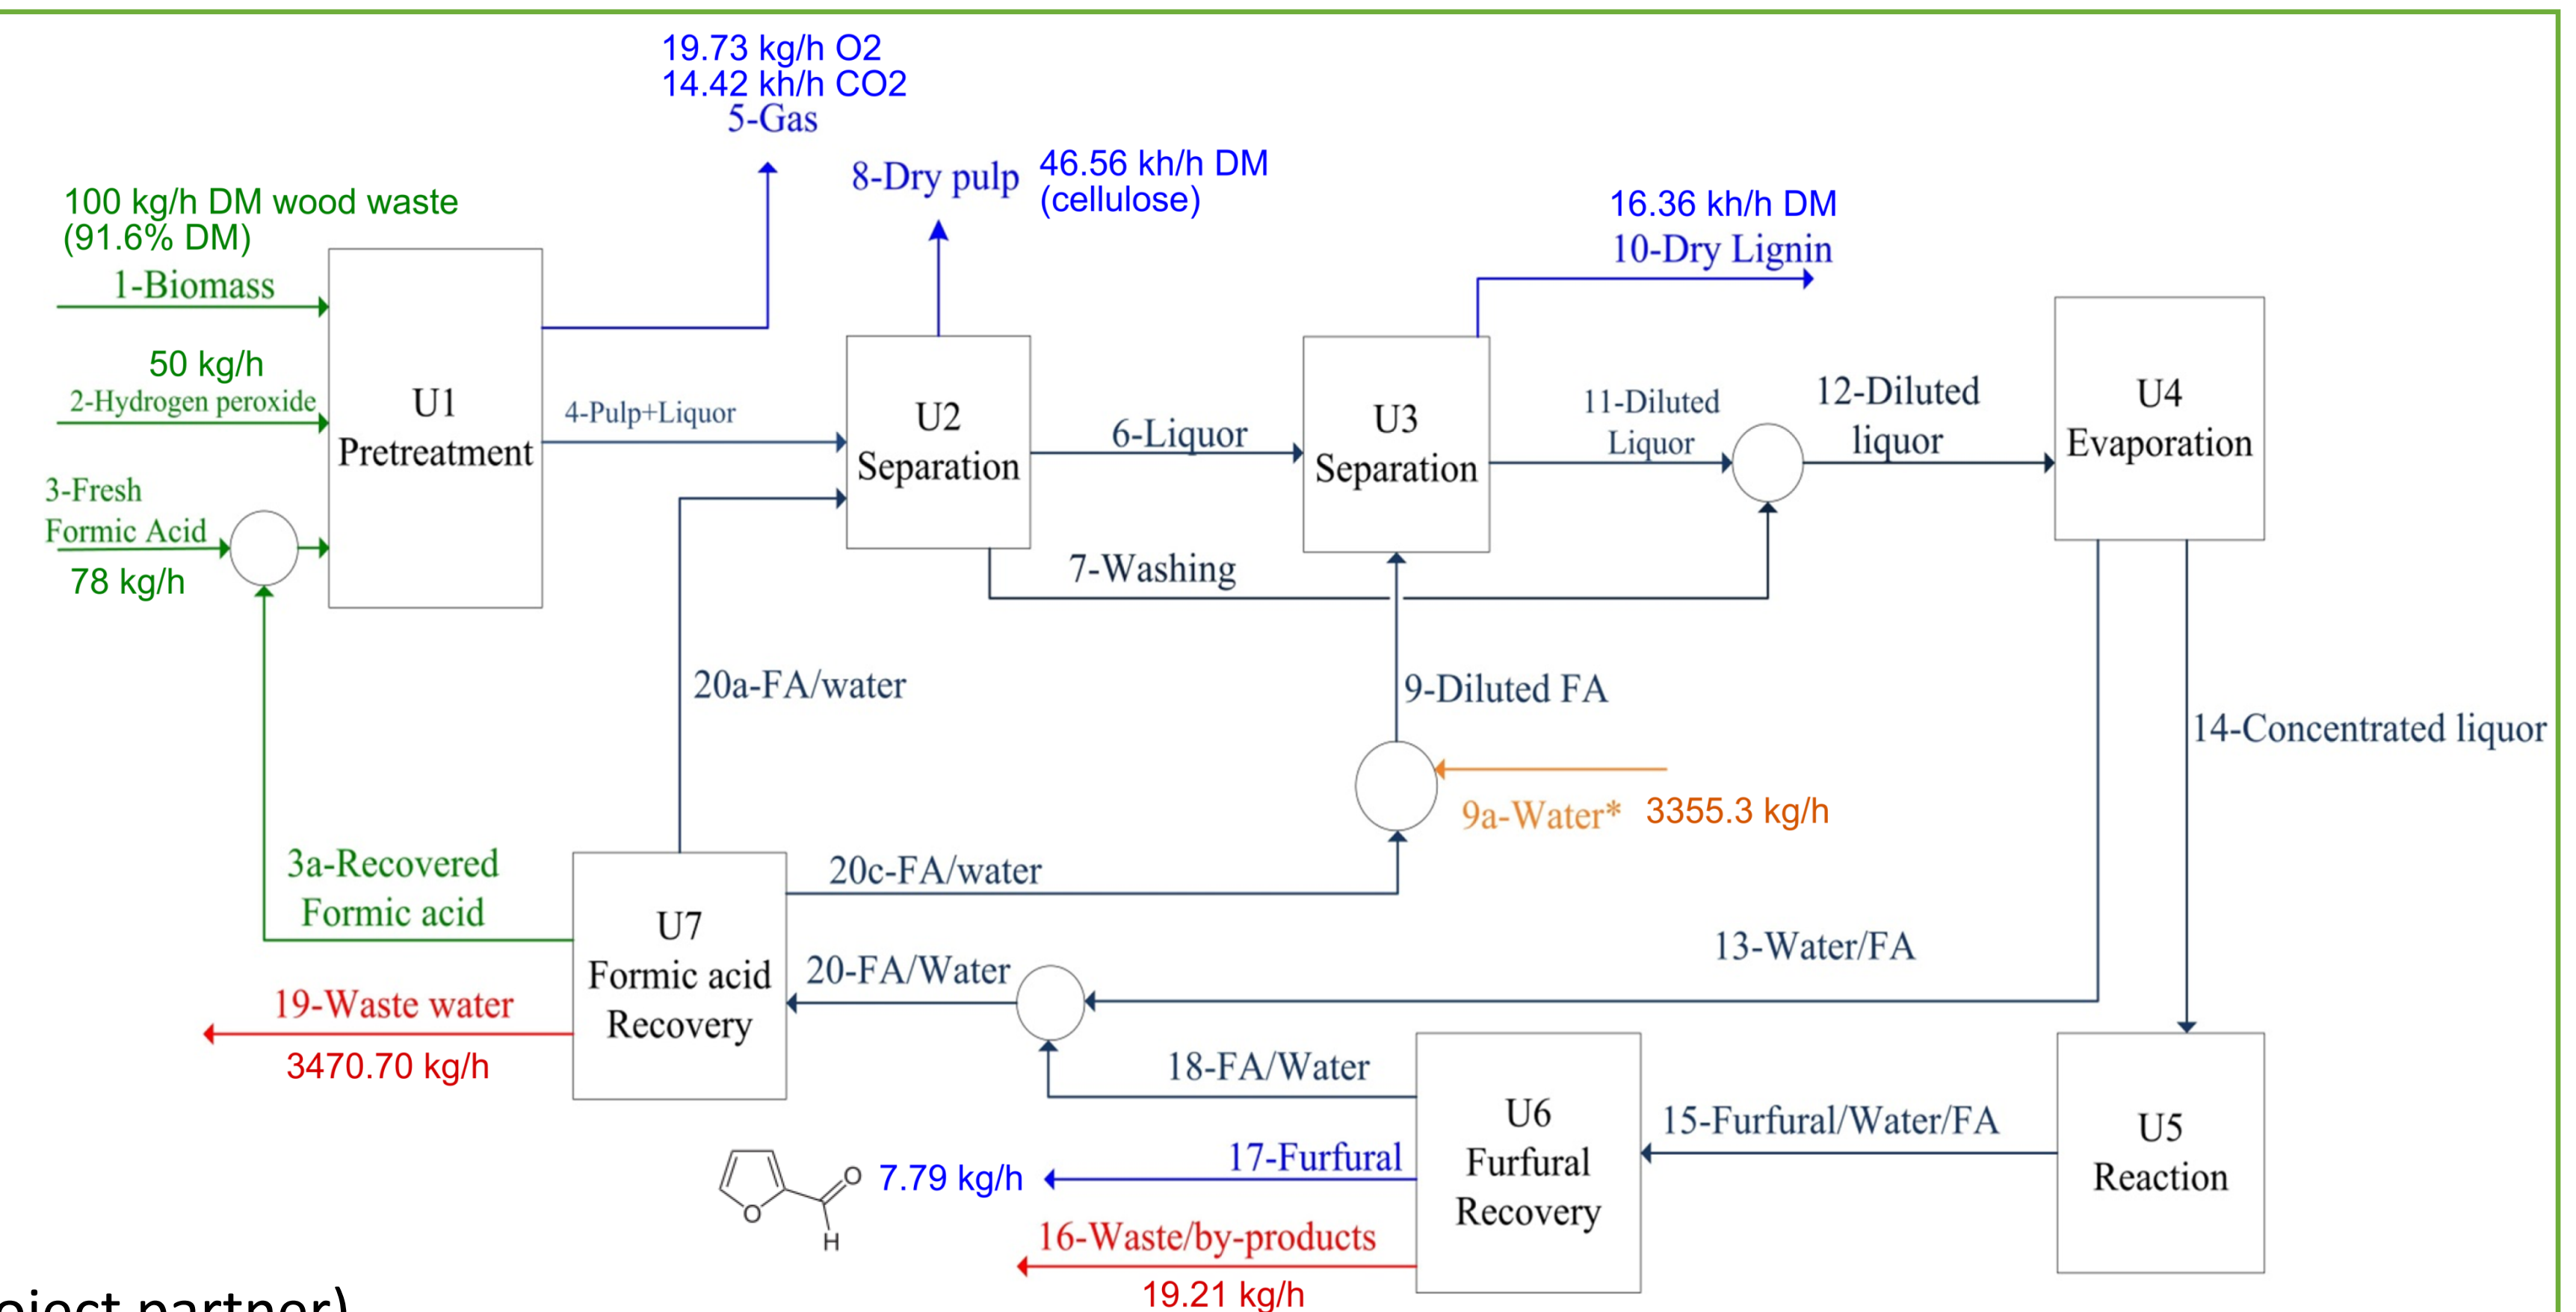 19.73 kg/h O2
14.42 kh/h CO2
5-Gas
8-Dry pulp
46.56 kh/h DM
(cellulose)
100 kg/h DM wood waste
(91.6% DM)
1-Biomass
50 kg/h
2-Hydrogen peroxide
3-Fresh
Formic Acid
78 kg/h
U1
Pretreatment
4-Pulp+Liquor
U2
Separation
6-Liquor
7-Washing
U3
Separation
16.36 kh/h DM
10-Dry Lignin
11-Diluted
Liquor
12-Diluted
liquor
U4
Evaporation
20a-FA/water
9-Diluted FA
9a-Water* 3355.3 kg/h
14-Concentrated liquor
3a-Recovered
Formic acid
20c-FA/water
U7
Formic acid
Recovery
20-FA/Water
13-Water/FA
19-Waste water
3470.70 kg/h
18-FA/Water
U6
Furfural
Recovery
15-Furfural/Water/FA
U5
Reaction
17-Furfural
7.79 kg/h
O
O
H
16-Waste/by-products
19.21 kg/h
oject partner)